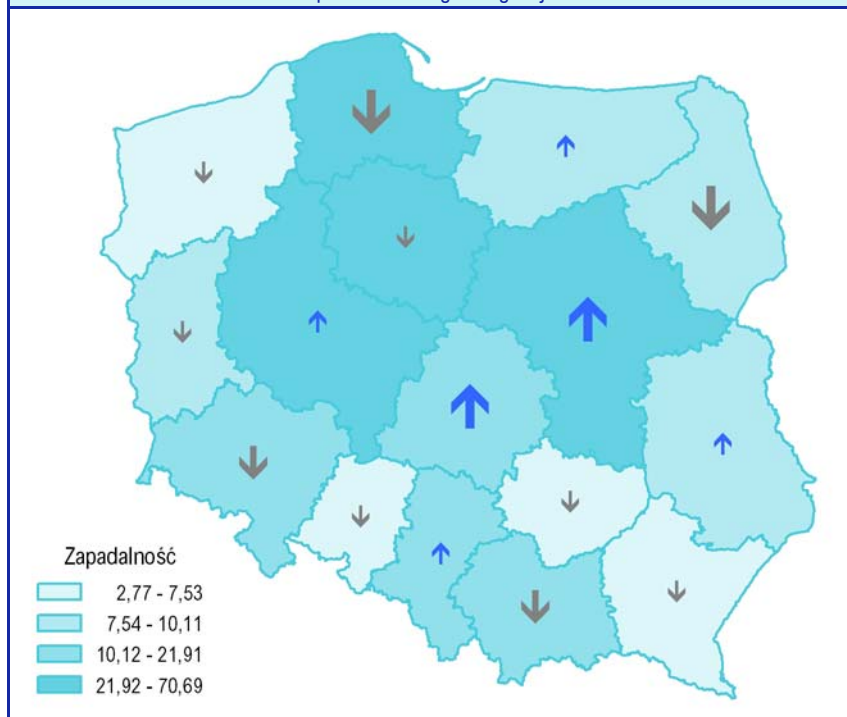 Zapadalność
2,77 - 7,53
7,54 - 10,11
10,12 - 21,91
21,92 - 70,69